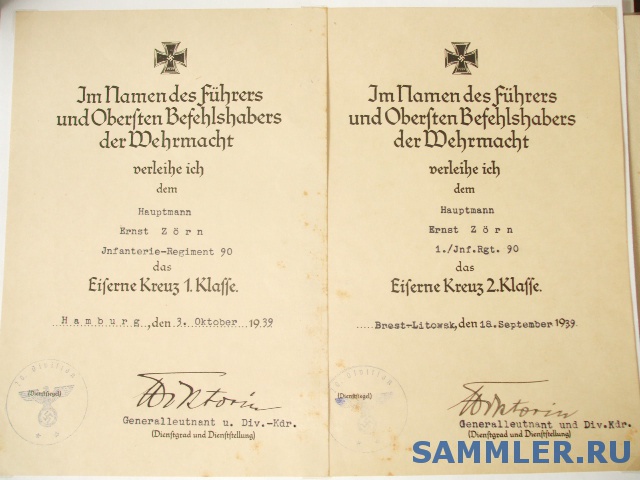 Im Namen des Führers
und Obersten Befehlshabers
der Wehrmacht
verleihe ich
dem
Hauptmann
Ernst Z ö r n
Jnfanterie-Regiment 90
das
Eiserne Kreuz 1. Klasse.
H a m b u r g ,den 3. Oktober 1939
(Dienstsiegel)
Generalleutnant u. Div.-Kdr.
(Dienstgrad und Dienststellung)
Im Namen des Führers
und Obersten Befehlshabers
der Wehrmacht
verleihe ich
dem
Hauptmann
Ernst Z ö r n
1./Jnf.Rgt. 90
das
Eiserne Kreuz 2. Klasse.
Brest-Litowsk, den 18. September 1939
(Dienstsiegel)
Generalleutnant und Div.Kdr.
(Dienstgrad und Dienststellung)
SAMMLER.RU